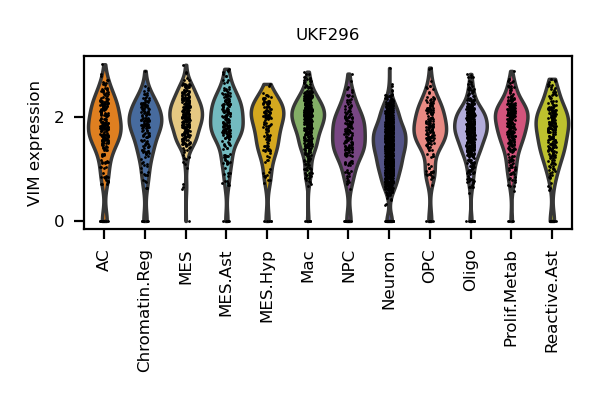 UKF296
VIM expression
2
0
AC
Chromatin.Reg
MES
MES.Ast
MES.Hyp
Mac
NPC
Neuron
OPC
Oligo
Prolif.Metab
Reactive.Ast